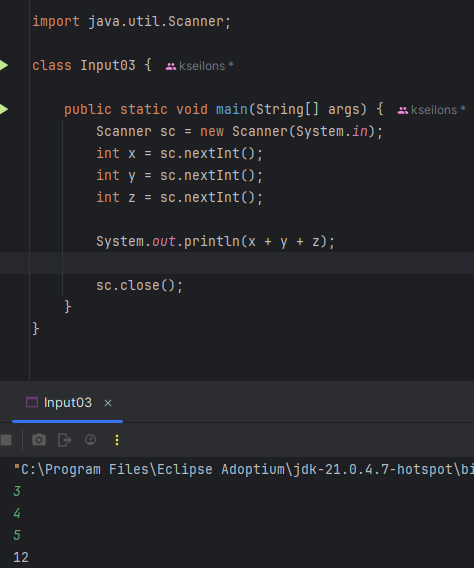 import java.util.Scanner;
class Input03 { kseilons *
public static void main(String[] args) { kseilons *
Scanner sc = new Scanner(System.in);
int x = sc.nextInt();
int y = sc.nextInt();
int z = sc.nextInt();
System.out.println(x + y + z);
sc.close();
}
}
Input03 ×
"C:\Program Files\Eclipse Adoptium\jdk-21.0.4.7-hotspot\bi
3
4
5
12